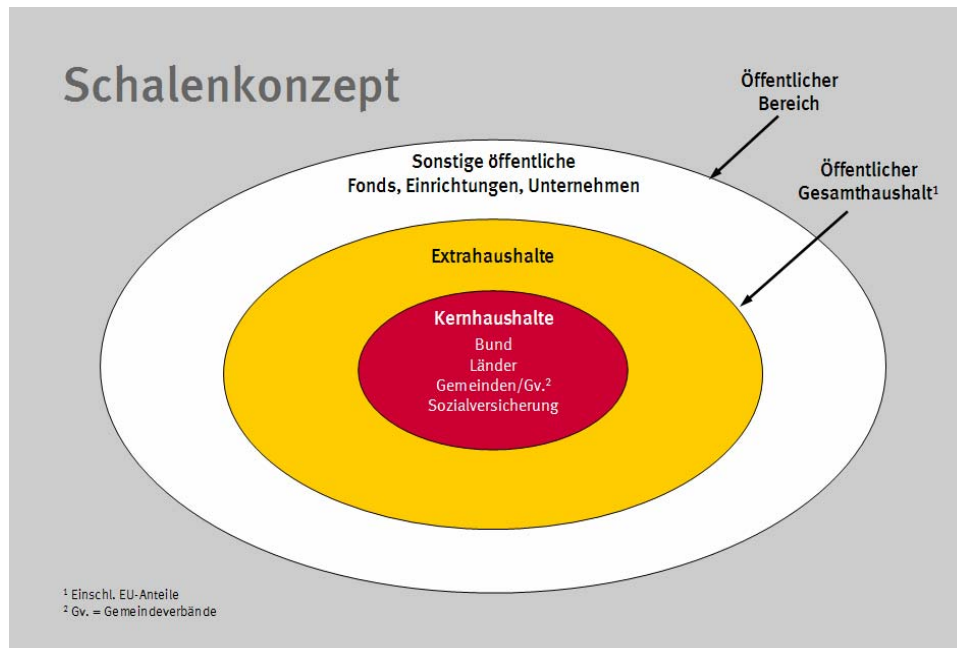 Schalenkonzept
Öffentlicher
Bereich
Öffentlicher
Gesamthaushalt¹
Sonstige öffentliche
Fonds, Einrichtungen, Unternehmen
Extrahaushalte
Kernhaushalte
Bund
Länder
Gemeinden/Gv.²
Sozialversicherung
¹ Einschl. EU-Anteile
² Gv. = Gemeindeverbände